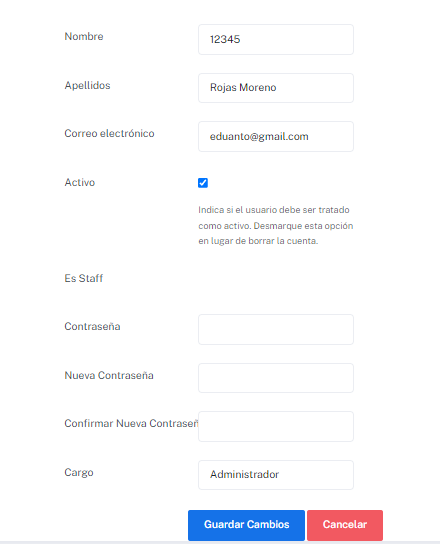 Nombre 12345
Apellidos Rojas Moreno
Correo electrónico eduanto@gmail.com
Activo
Indica si el usuario debe ser tratado
como activo. Desmarque esta opción
en lugar de borrar la cuenta.
Es Staff
Contraseña
Nueva Contraseña
Confirmar Nueva Contraseñ
Cargo Administrador
Guardar Cambios Cancelar